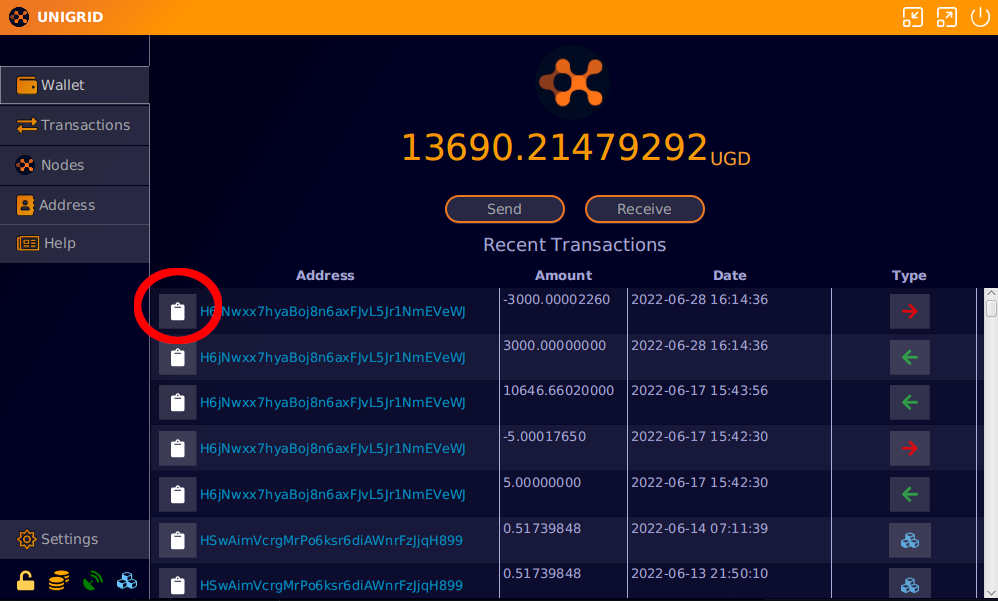 UNIGRID
Wallet
Transactions
Nodes
Address
Help
Settings
13690.21479292 UGD
Send Receive
Recent Transactions
Address Amount Date Type
H6jNwxx7hyaBoj8n6axFJvL5Jr1NmEVeWJ -3000.00002260 2022-06-28 16:14:36
H6jNwxx7hyaBoj8n6axFJvL5Jr1NmEVeWJ 3000.00000000 2022-06-28 16:14:36
H6jNwxx7hyaBoj8n6axFJvL5Jr1NmEVeWJ 10646.66020000 2022-06-17 15:43:56
H6jNwxx7hyaBoj8n6axFJvL5Jr1NmEVeWJ -5.00017650 2022-06-17 15:42:30
H6jNwxx7hyaBoj8n6axFJvL5Jr1NmEVeWJ 5.00000000 2022-06-17 15:42:30
HSwAimVcrgMrPo6ksr6diAWnrFzJjqH899 0.51739848 2022-06-14 07:11:39
HSwAimVcrgMrPo6ksr6diAWnrFzJjqH899 0.51739848 2022-06-13 21:50:10